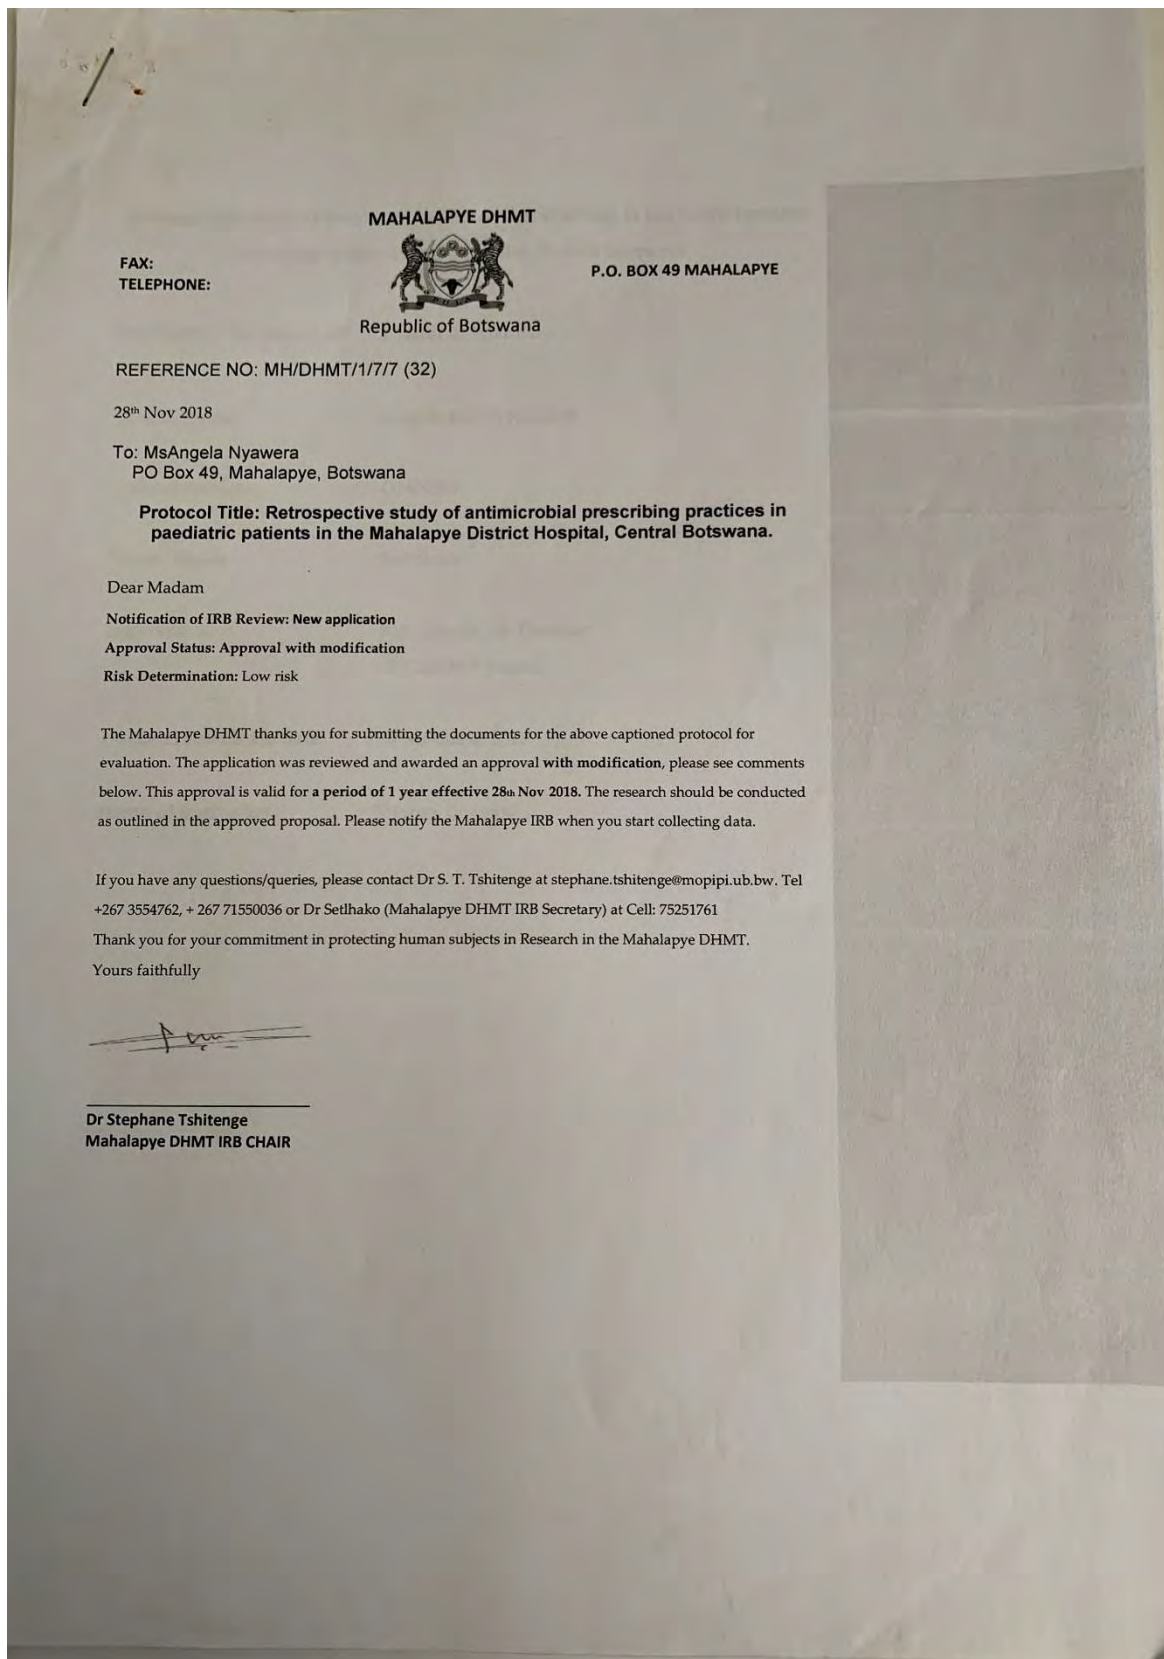 MAHALAPYE DHMT
FAX:
TELEPHONE:
P.O. BOX 49 MAHALAPYE
PULA
Republic of Botswana
REFERENCE NO: MH/DHMT/1/7/7 (32)
28th Nov 2018
To: MsAngela Nyawera
PO Box 49, Mahalapye, Botswana
Protocol Title: Retrospective study of antimicrobial prescribing practices in
paediatric patients in the Mahalapye District Hospital, Central Botswana.
Dear Madam
Notification of IRB Review: New application
Approval Status: Approval with modification
Risk Determination: Low risk
The Mahalapye DHMT thanks you for submitting the documents for the above captioned protocol for
evaluation. The application was reviewed and awarded an approval with modification, please see comments
below. This approval is valid for a period of 1 year effective 28th Nov 2018. The research should be conducted
as outlined in the approved proposal. Please notify the Mahalapye IRB when you start collecting data.
If you have any questions/queries, please contact Dr S. T. Tshitenge at stephane.tshitenge@mopipi.ub.bw. Tel
+267 3554762, + 267 71550036 or Dr Setlhako (Mahalapye DHMT IRB Secretary) at Cell: 75251761
Thank you for your commitment in protecting human subjects in Research in the Mahalapye DHMT.
Yours faithfully
Dr Stephane Tshitenge
Mahalapye DHMT IRB CHAIR